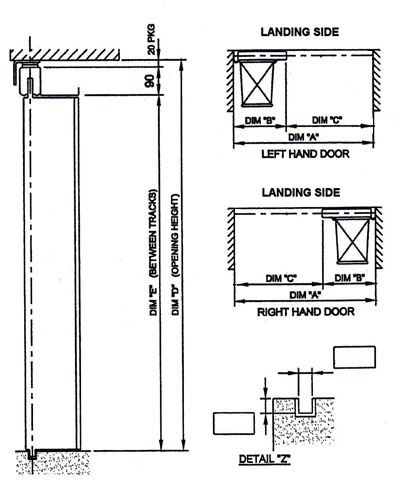 20 PKG
90
DIM "E" (BETWEEN TRACKS)
DIM "D" (OPENING HEIGHT)
LANDING SIDE
DIM "B"
DIM "C"
DIM "A"
LEFT HAND DOOR
LANDING SIDE
DIM "C"
DIM "B"
DIM "A"
RIGHT HAND DOOR
DETAIL "Z"